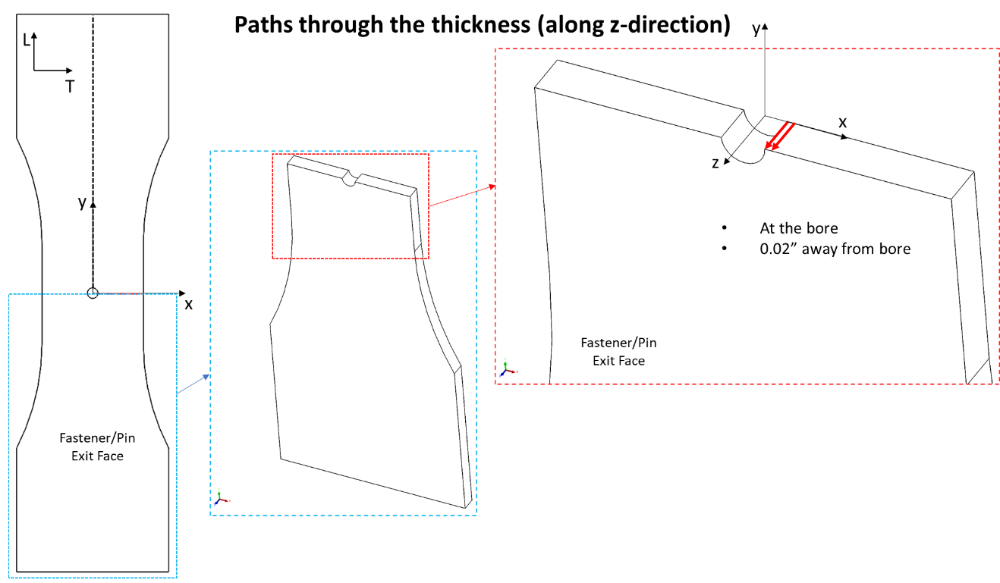 Paths through the thickness (along z-direction)
L
T
y
x
Fastener/Pin
Exit Face
y
x
z
• At the bore
• 0.02” away from bore
Fastener/Pin
Exit Face